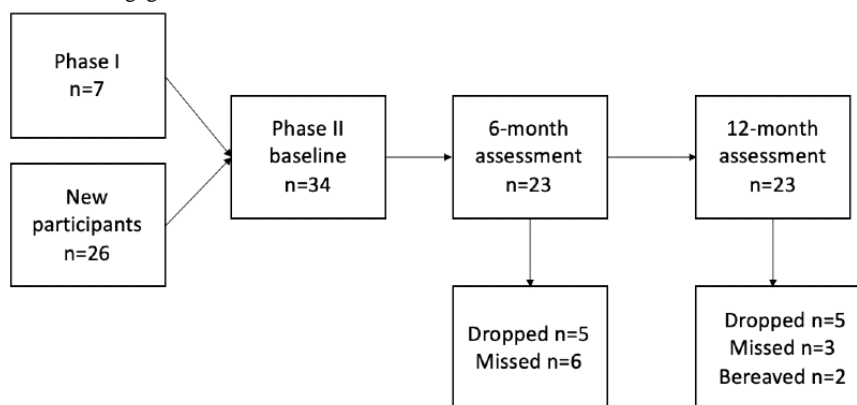 Phase I
n=7
New
participants
n=26
Phase II
baseline
n=34
6-month
assessment
n=23
12-month
assessment
n=23
Dropped n=5
Missed n=6
Dropped n=5
Missed n=3
Bereaved n=2